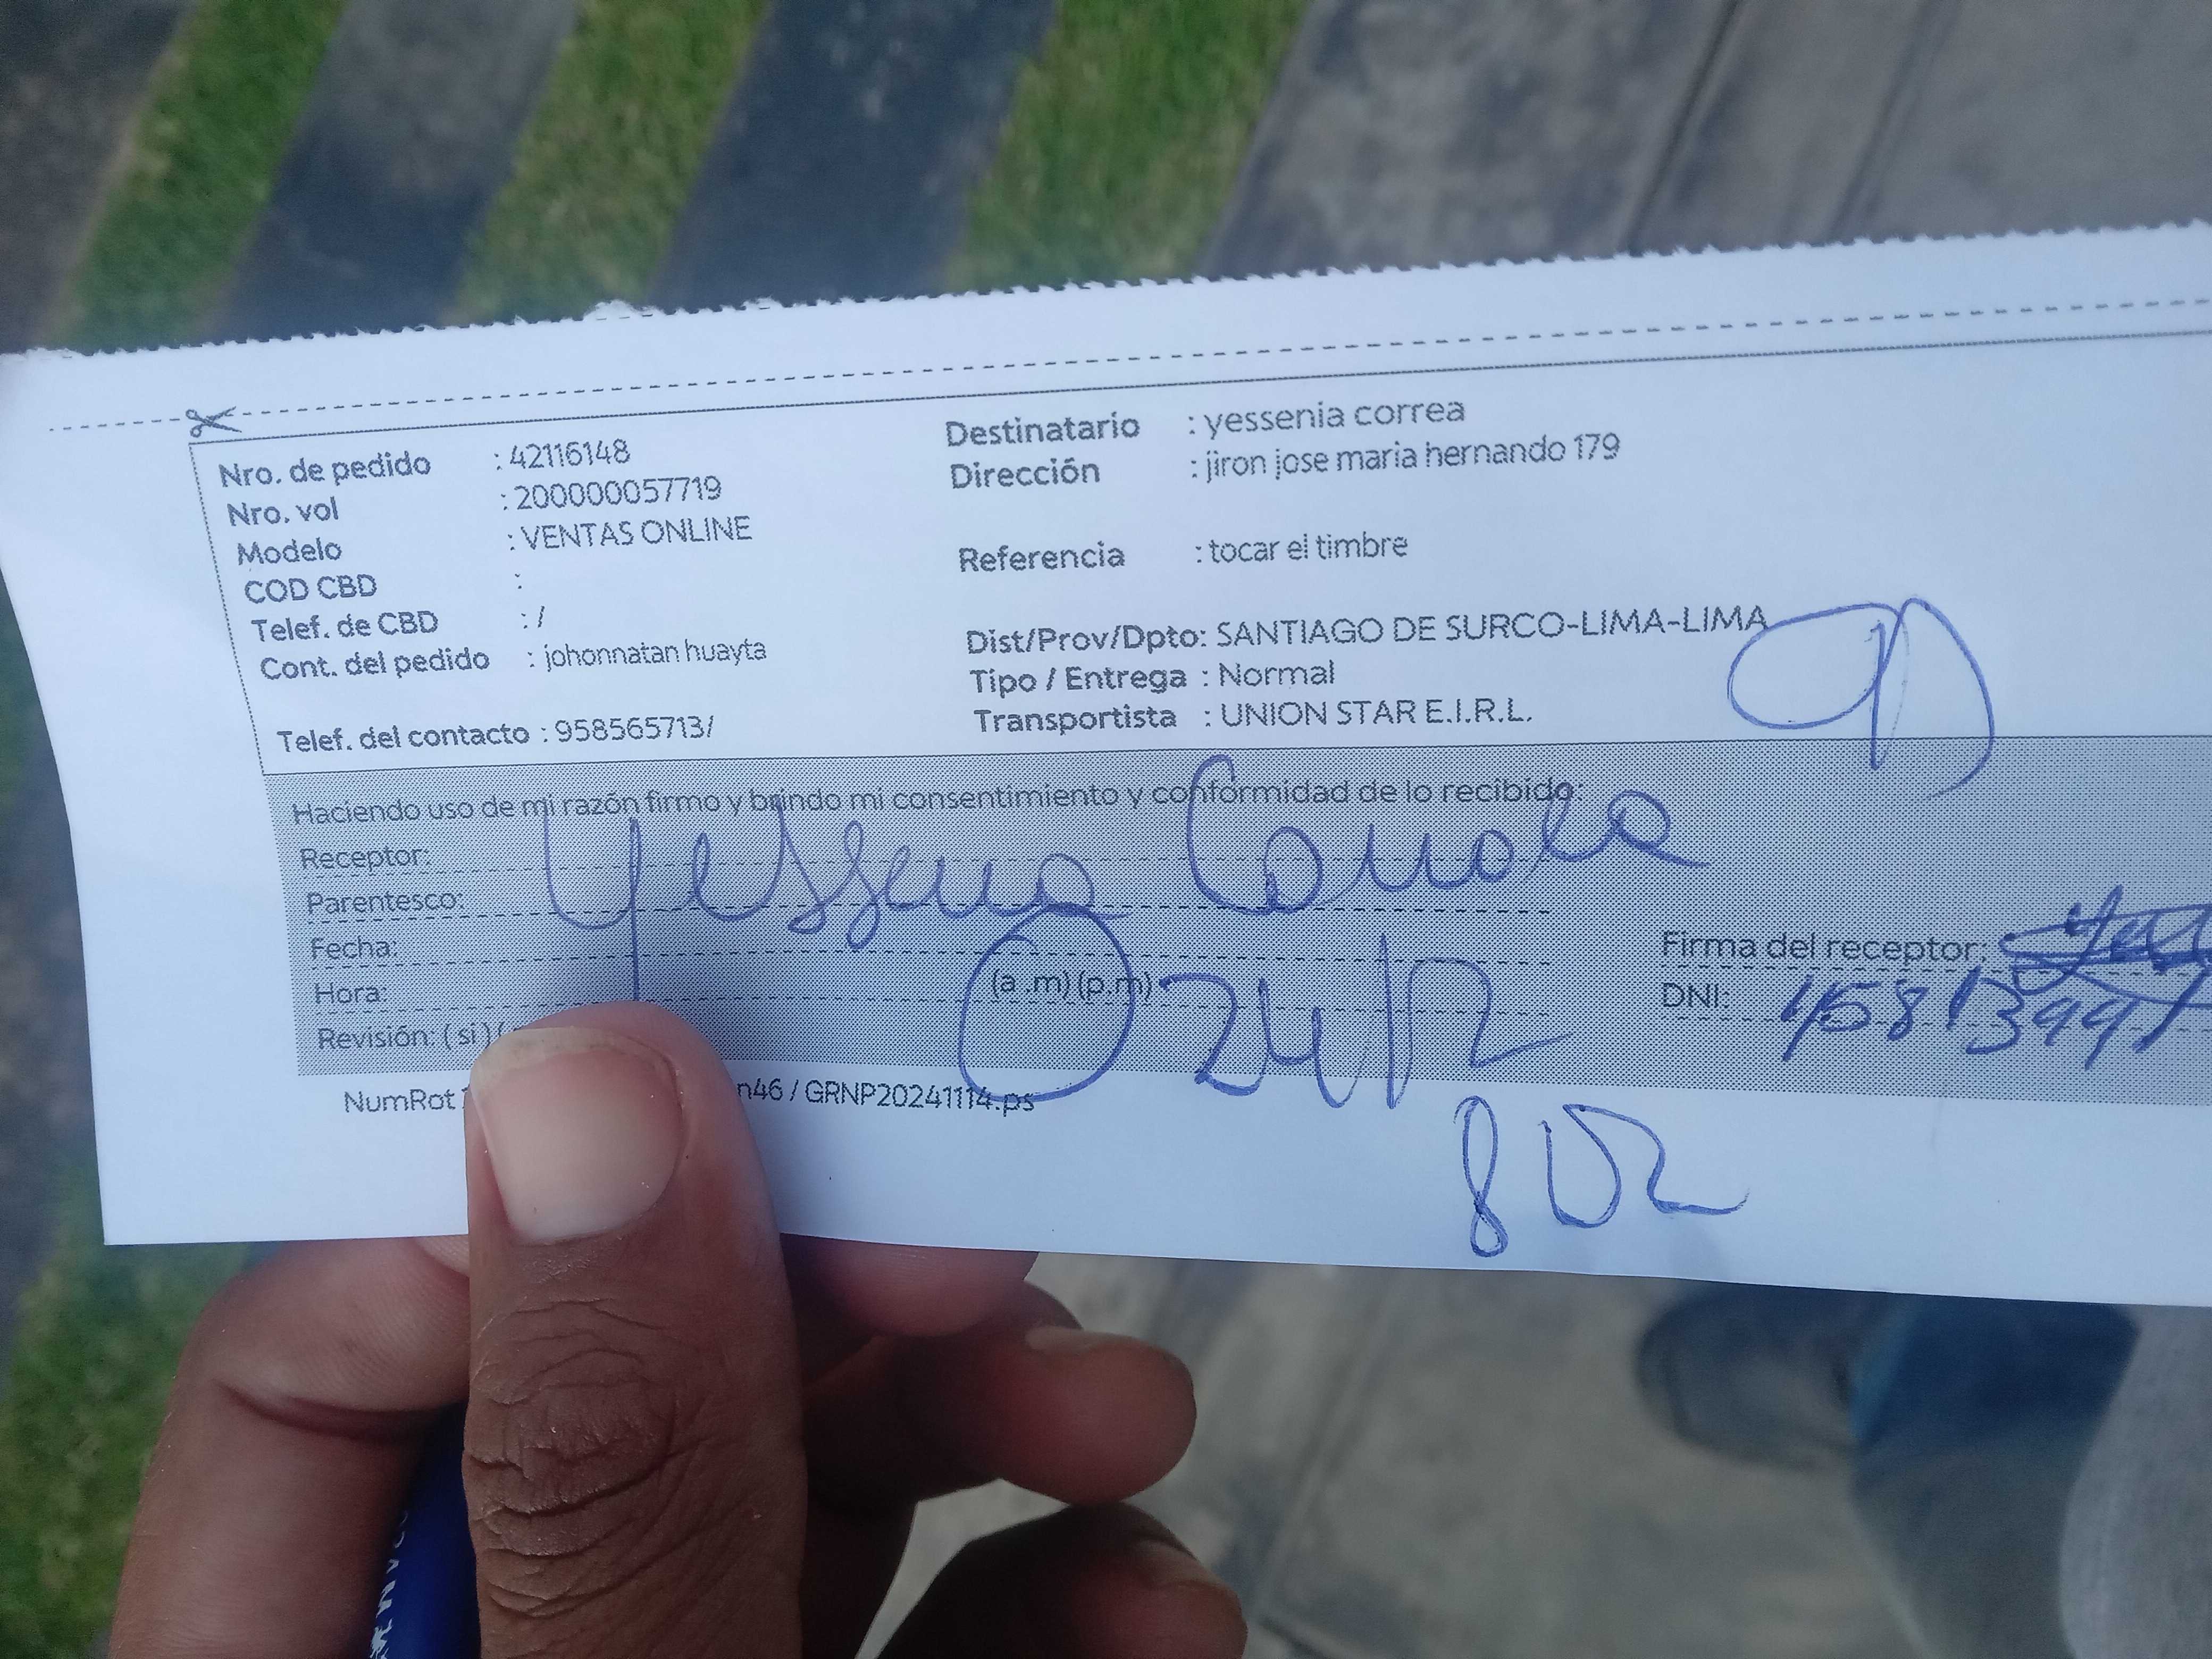 Nro. de pedido : 42116148
Nro. vol : 200000057719
Modelo : VENTAS ONLINE
COD CBD :
Telef. de CBD : /
Cont. del pedido : johonnatan huayta
Telef. del contacto : 958565713/
Destinatario : yessenia correa
Dirección : jiron jose maria hernando 179
Referencia : tocar el timbre
Dist/Prov/Dpto: SANTIAGO DE SURCO-LIMA-LIMA
Tipo / Entrega : Normal
Transportista : UNION STAR E.I.R.L.
Haciendo uso de mi razón firmo y brindo mi consentimiento y conformidad de lo recibido:
Receptor:
Parentesco:
Fecha:
Hora: (a .m) (p.m)
Revisión: ( si ) (
Firma del receptor:
DNI:
24/12
802
NumRot n46 / GRNP20241114.ps